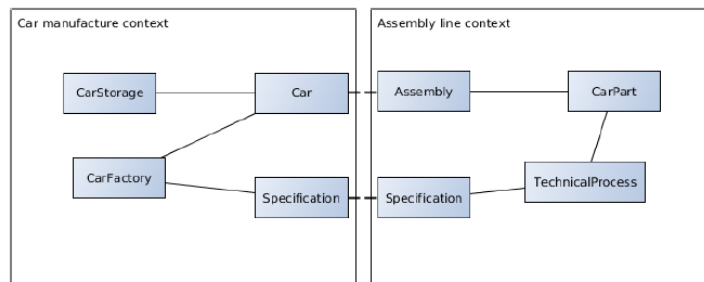 Car manufacture context
Assembly line context
CarStorage
Car
Assembly
CarPart
CarFactory
Specification
Specification
TechnicalProcess